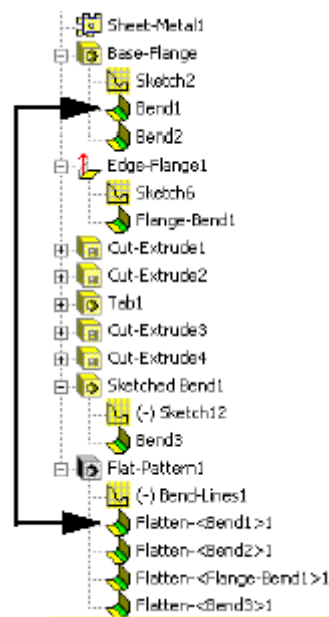 Sheet-Metal1
Base-Flange
Sketch2
Bend1
Bend2
Edge-Flange1
Sketch6
Flange-Bend1
Cut-Extrude1
Cut-Extrude2
Tab1
Cut-Extrude3
Cut-Extrude4
Sketched Bend1
(-) Sketch12
Bend3
Flat-Pattern1
(-) Bend-Lines1
Flatten-<Bend1>1
Flatten-<Bend2>1
Flatten-<Flange-Bend1>1
Flatten-<Bend3>1